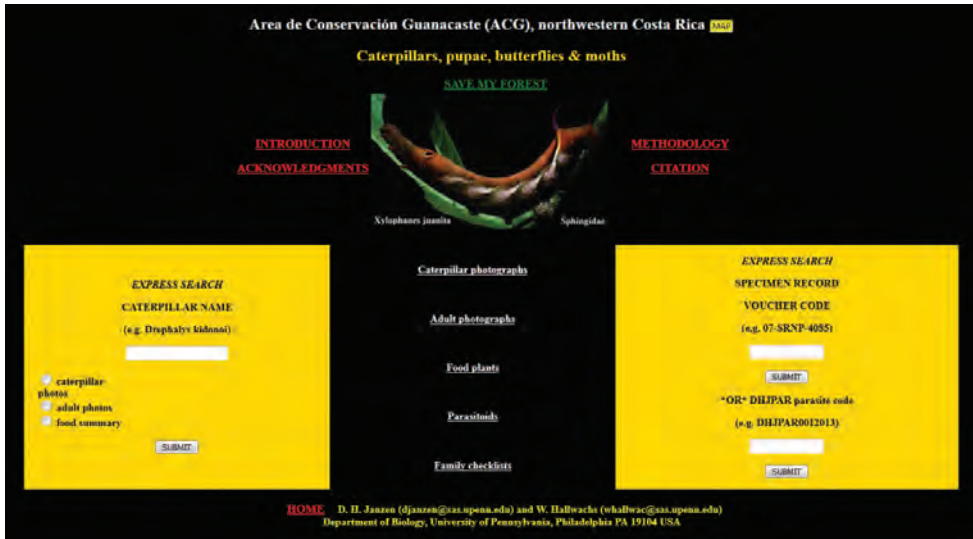 Area de Conservación Guanacaste (ACG), northwestern Costa Rica MAP
Caterpillars, pupae, butterflies & moths
SAVE MY FOREST
INTRODUCTION
ACKNOWLEDGMENTS
METHODOLOGY
CITATION
Xylophanes juanita
Sphingidae
EXPRESS SEARCH
CATERPILLAR NAME
(e.g. Drephalys kidonoi)
caterpillar
photos
adult photos
food summary
SUBMIT
Caterpillar photographs
Adult photographs
Food plants
Parasitoids
Family checklists
EXPRESS SEARCH
SPECIMEN RECORD
VOUCHER CODE
(e.g. 07-SRNP-4085)
SUBMIT
*OR* DHJPAR parasite code
(e.g. DHJPAR0012013)
SUBMIT
HOME D. H. Janzen (djanzen@sas.upenn.edu) and W. Hallwachs (whallwac@sas.upenn.edu)
Department of Biology, University of Pennsylvania, Philadelphia PA 19104 USA